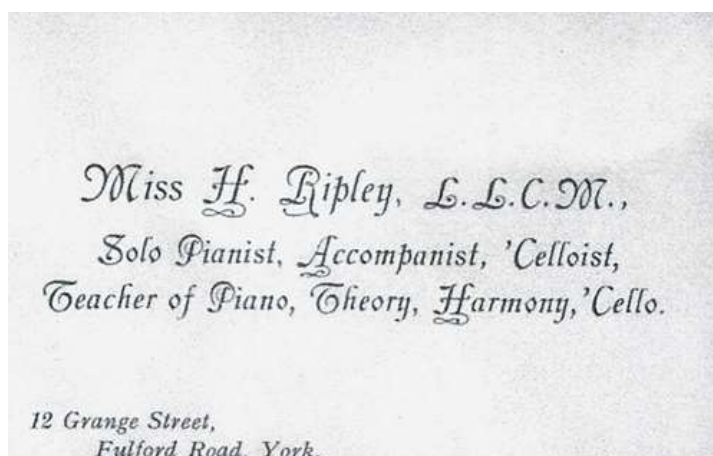 Miss H. Ripley, L.L.C.M.,
Solo Pianist, Accompanist, 'Celloist,
Teacher of Piano, Theory, Harmony,'Cello.
12 Grange Street,
Fulford Road, York.